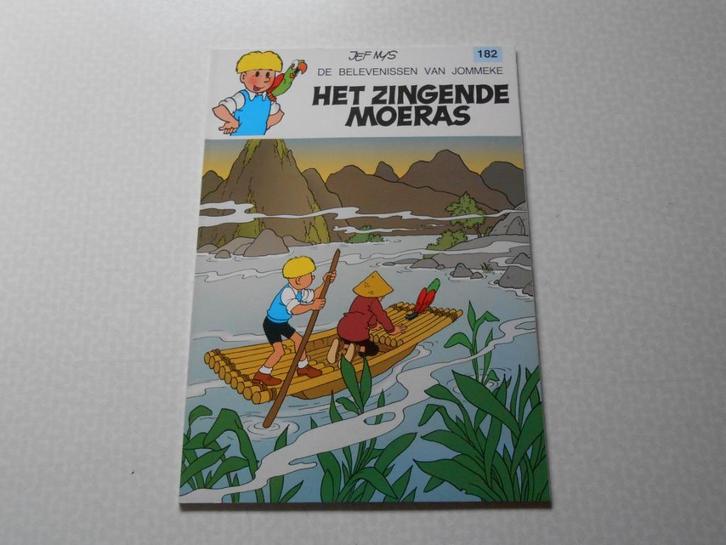 JEF NYS
182
DE BELEVENISSEN VAN JOMMEKE
HET ZINGENDE
MOERAS